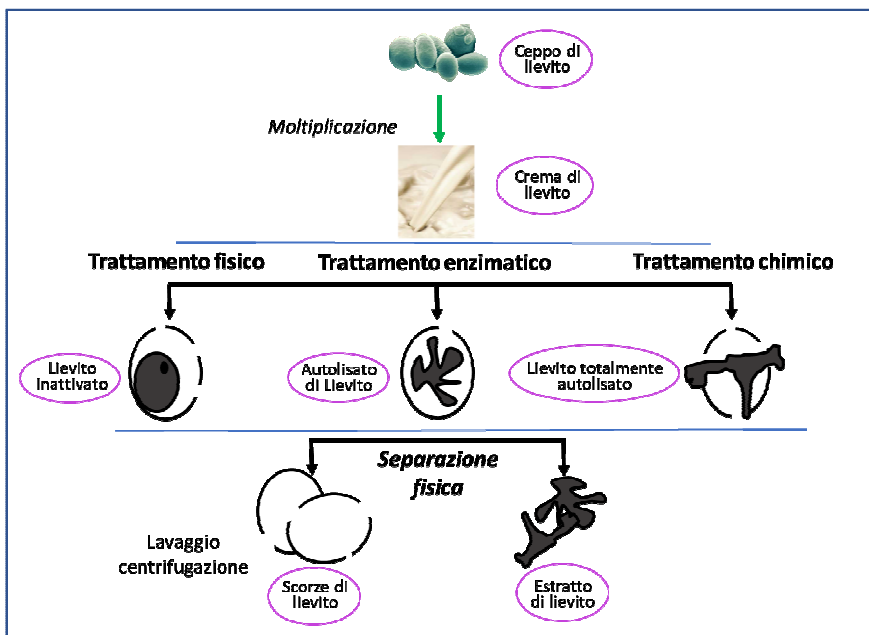 Ceppo di
lievito
Moltiplicazione
Crema di
lievito
Trattamento fisico
Trattamento enzimatico
Trattamento chimico
Lievito
inattivato
Autolisato
di Lievito
Lievito totalmente
autolisato
Separazione
fisica
Lavaggio
centrifugazione
Scorze di
lievito
Estratto
di lievito